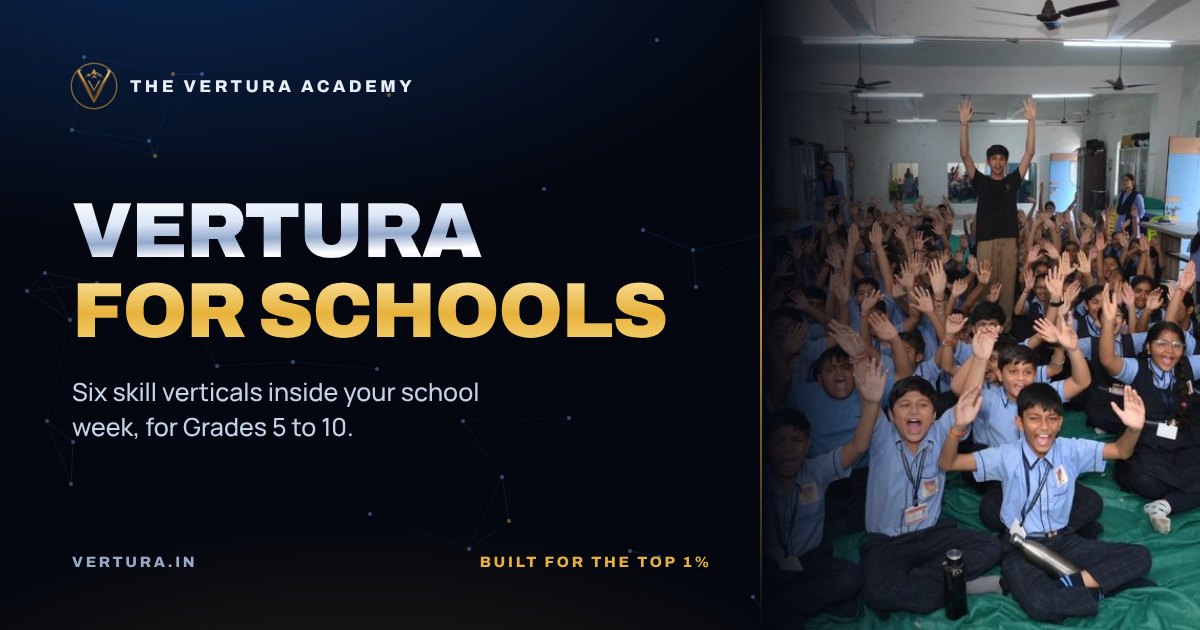 THE VERTURA ACADEMY
VERTURA
FOR SCHOOLS
Six skill verticals inside your school
week, for Grades 5 to 10.
VERTURA.IN
BUILT FOR THE TOP 1%